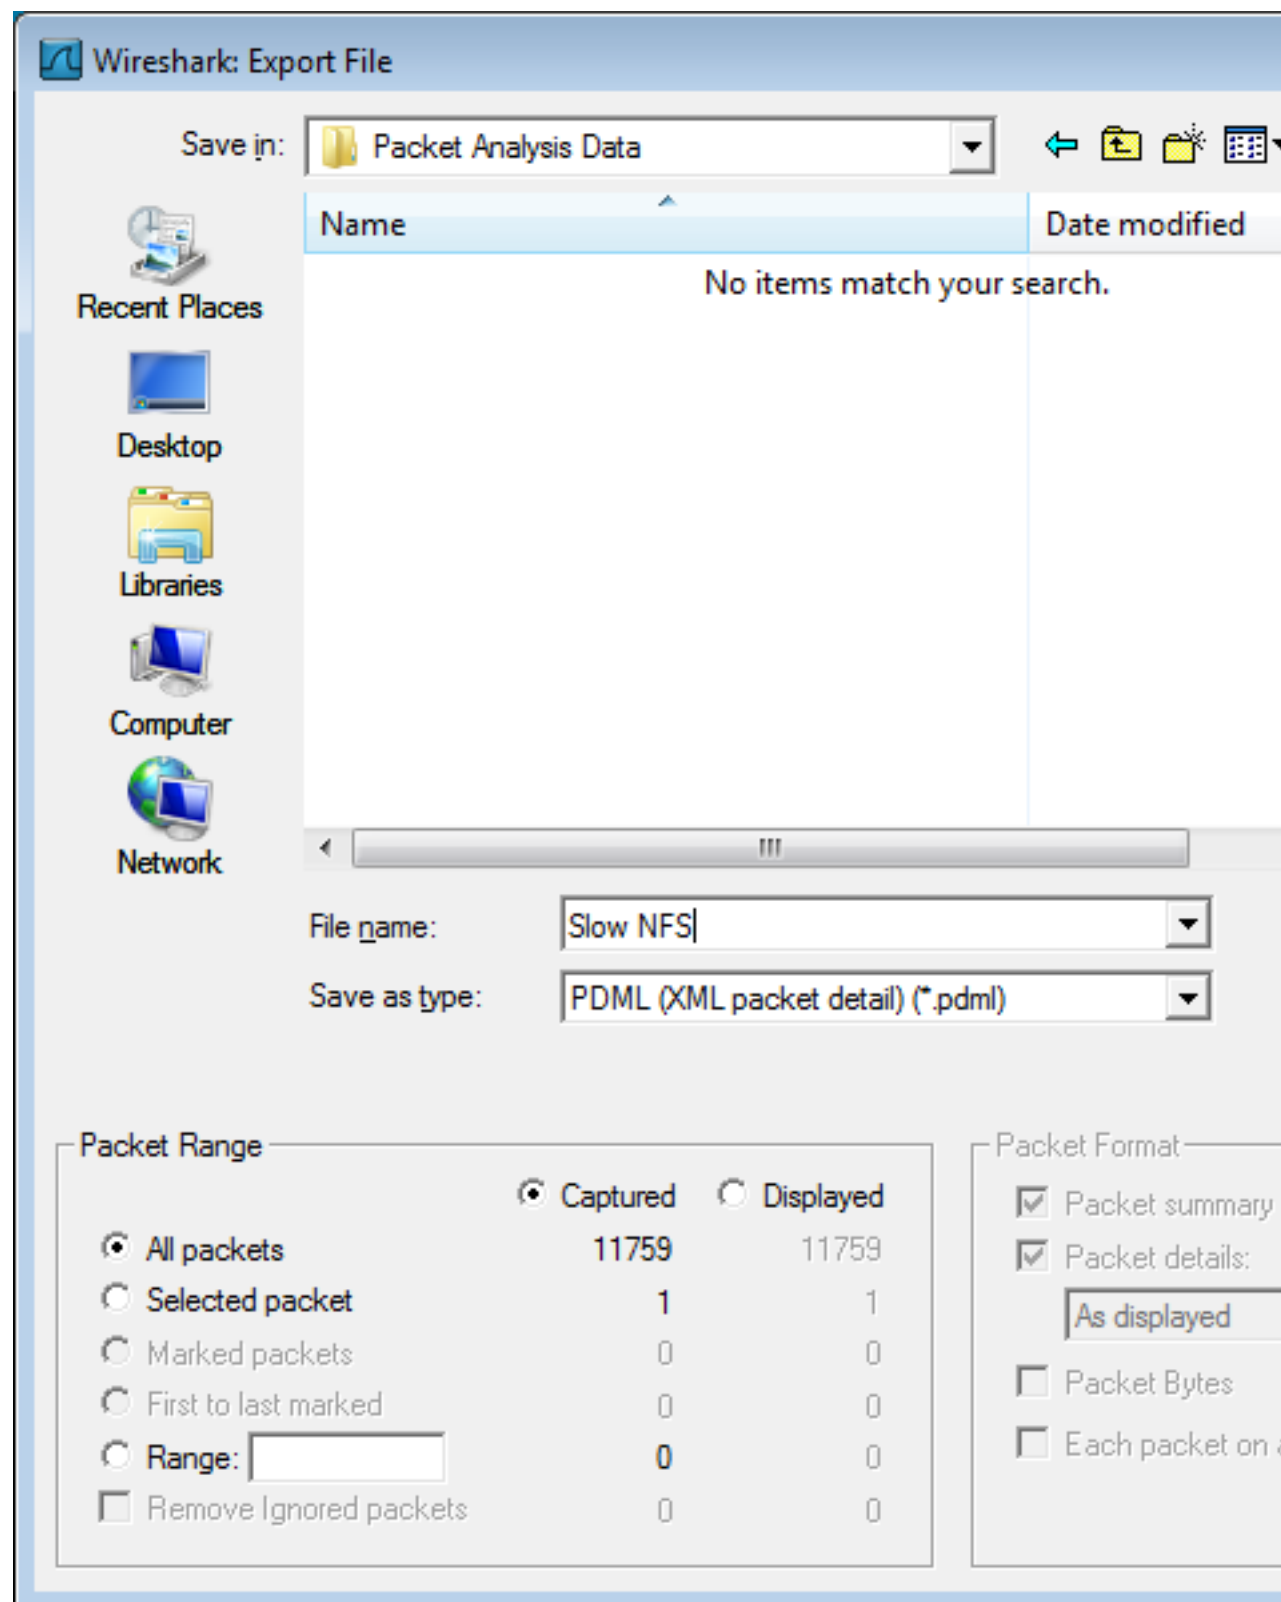 Wireshark: Export File
Save in: Packet Analysis Data
Name Date modified
No items match your search.
Recent Places
Desktop
Libraries
Computer
Network
File name: Slow NFS
Save as type: PDML (XML packet detail) (*.pdml)
Packet Range
Captured Displayed
All packets 11759 11759
Selected packet 1 1
Marked packets 0 0
First to last marked 0 0
Range: 0 0
Remove Ignored packets 0 0
Packet Format
Packet summary
Packet details:
As displayed
Packet Bytes
Each packet on